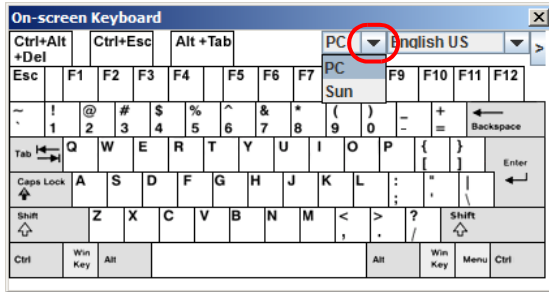 On-screen Keyboard
Ctrl+Alt +Del Ctrl+Esc Alt +Tab PC English US >
PC
Sun
Esc F1 F2 F3 F4 F5 F6 F7 F9 F10 F11 F12
~ ` ! 1 @ 2 # 3 $ 4 % 5 ^ 6 & 7 * 8 ( 9 ) 0 _ - + = Backspace
Tab Q W E R T Y U I O P { [ } ] Enter
Caps Lock A S D F G H J K L : ; " ' | \
Shift Z X C V B N M < , > . ? / Shift
Ctrl Win Key Alt Alt Win Key Menu Ctrl